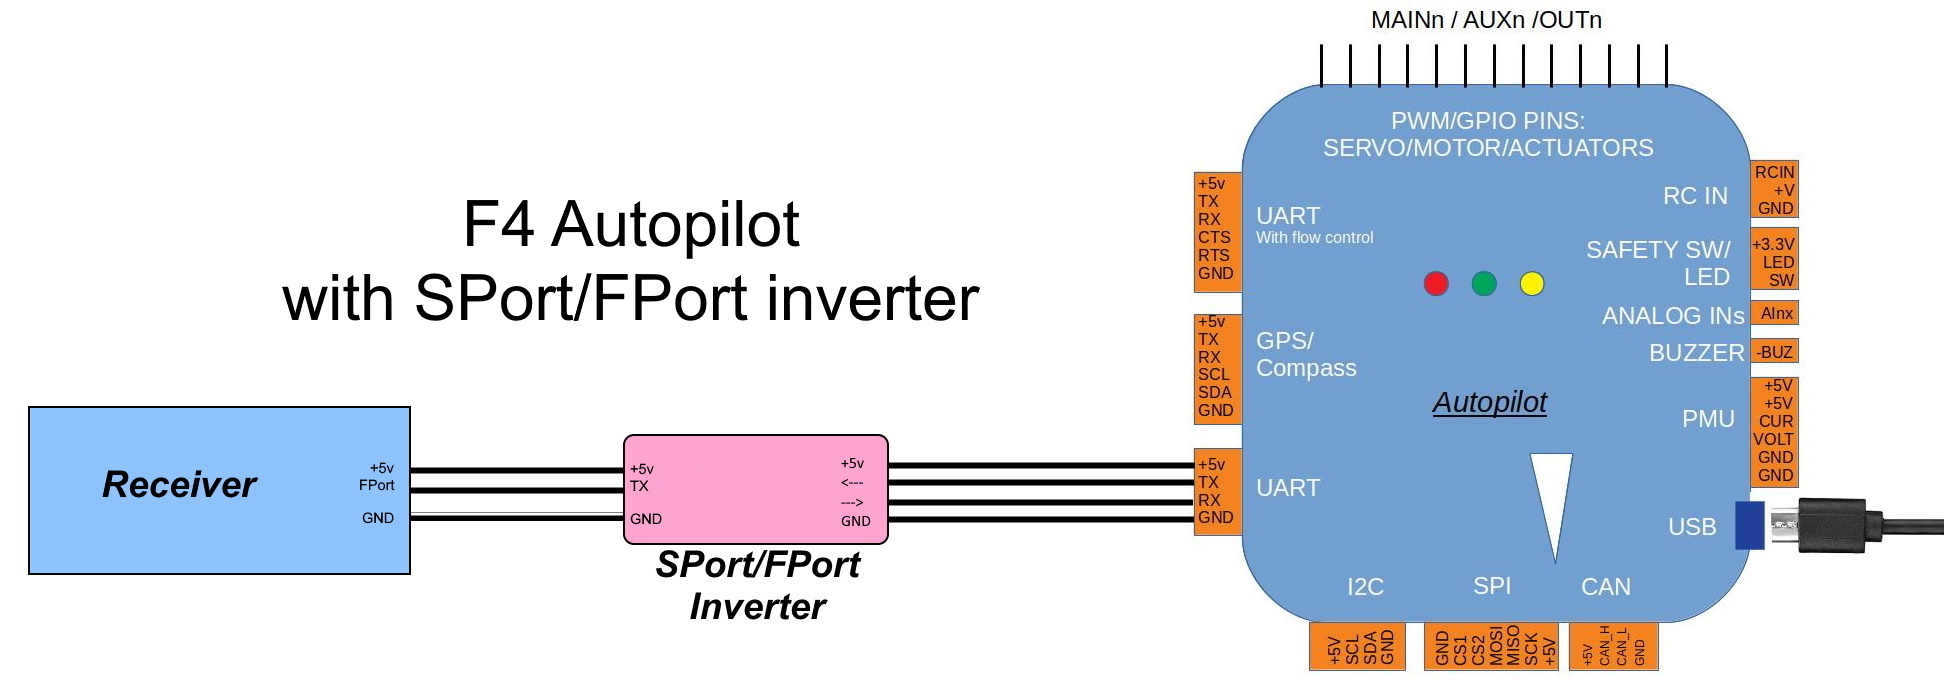 MAINn / AUXn /OUTn
PWM/GPIO PINS:
SERVO/MOTOR/ACTUATORS
F4 Autopilot
with SPort/FPort inverter
+5v
TX
RX
CTS
RTS
GND
UART
With flow control
+5v
TX
RX
SCL
SDA
GND
GPS/
Compass
+5v
TX
RX
GND
UART
Autopilot
RC IN
RCIN
+V
GND
SAFETY SW/
LED
+3.3V
LED
SW
ANALOG INs
AInx
BUZZER
-BUZ
PMU
+5V
+5V
CUR
VOLT
GND
GND
USB
Receiver
+5v
FPort
GND
+5v
TX
GND
+5v
<---
--->
GND
SPort/FPort
Inverter
I2C
SPI
CAN
+5V
SCL
SDA
GND
GND
CS1
CS2
MOSI
MISO
SCK
+5V
+5V
CAN_H
CAN_L
GND